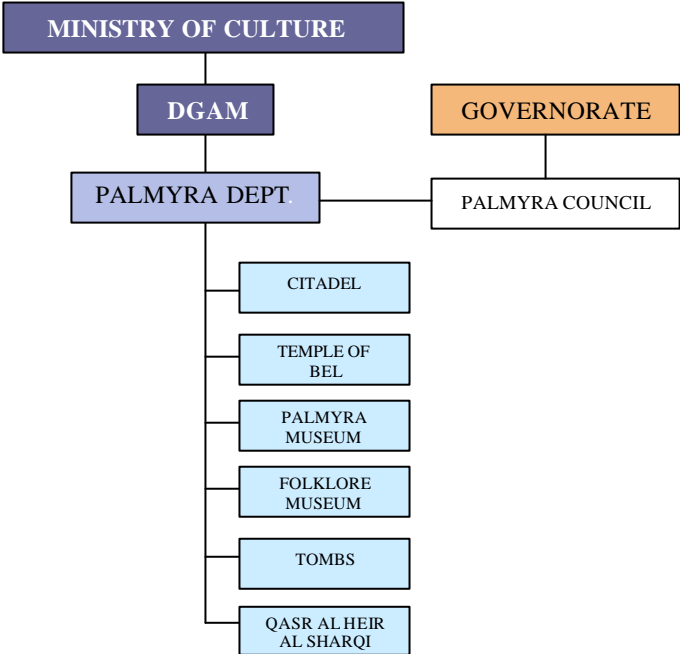 MINISTRY OF CULTURE
DGAM
GOVERNORATE
PALMYRA DEPT.
PALMYRA COUNCIL
CITADEL
TEMPLE OF
BEL
PALMYRA
MUSEUM
FOLKLORE
MUSEUM
TOMBS
QASR AL HEIR
AL SHARQI